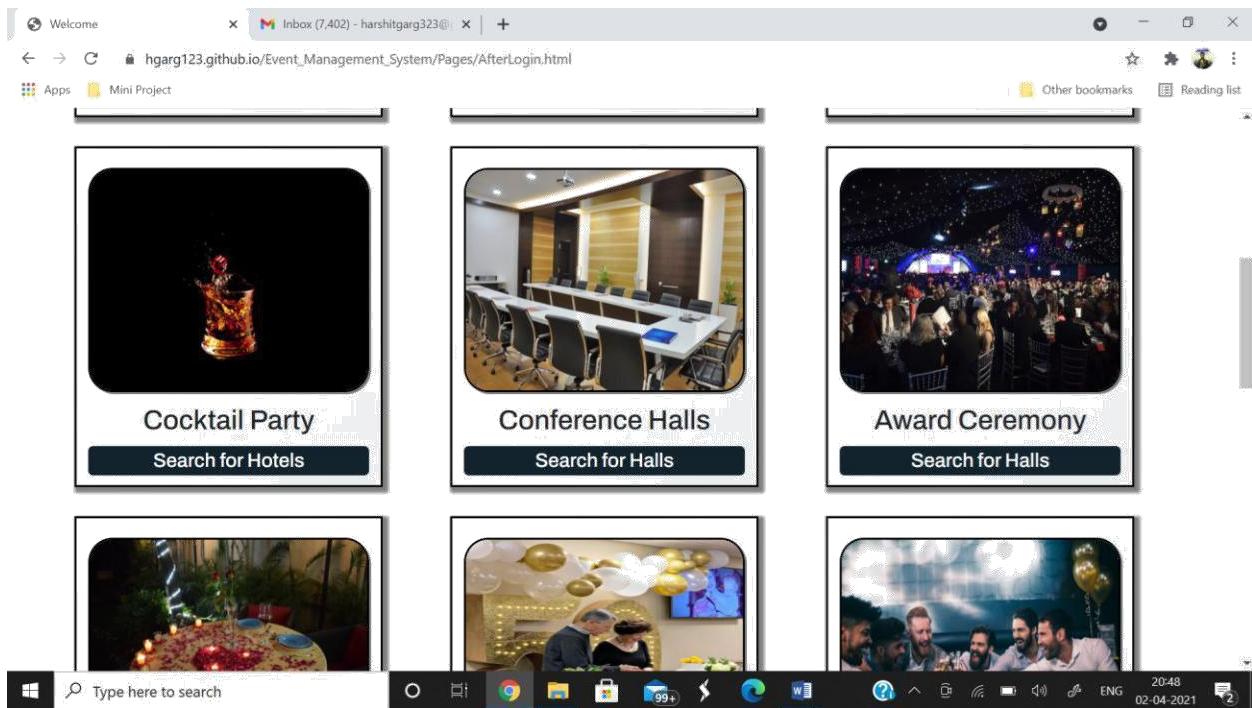 Welcome
Inbox (7,402) - harshitgarg323@
hgarg123.github.io/Event_Management_System/Pages/AfterLogin.html
Apps Mini Project Other bookmarks Reading list
Cocktail Party Conference Halls Award Ceremony
Search for Hotels Search for Halls Search for Halls
Type here to search
99+
ENG
20:48
02-04-2021
2